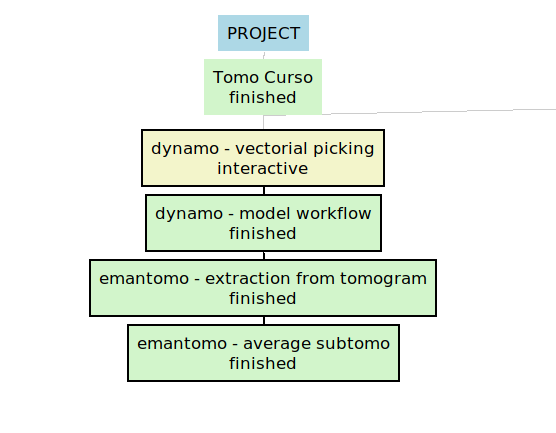 PROJECT
Tomo Curso
finished
dynamo - vectorial picking
interactive
dynamo - model workflow
finished
emantomo - extraction from tomogram
finished
emantomo - average subtomo
finished